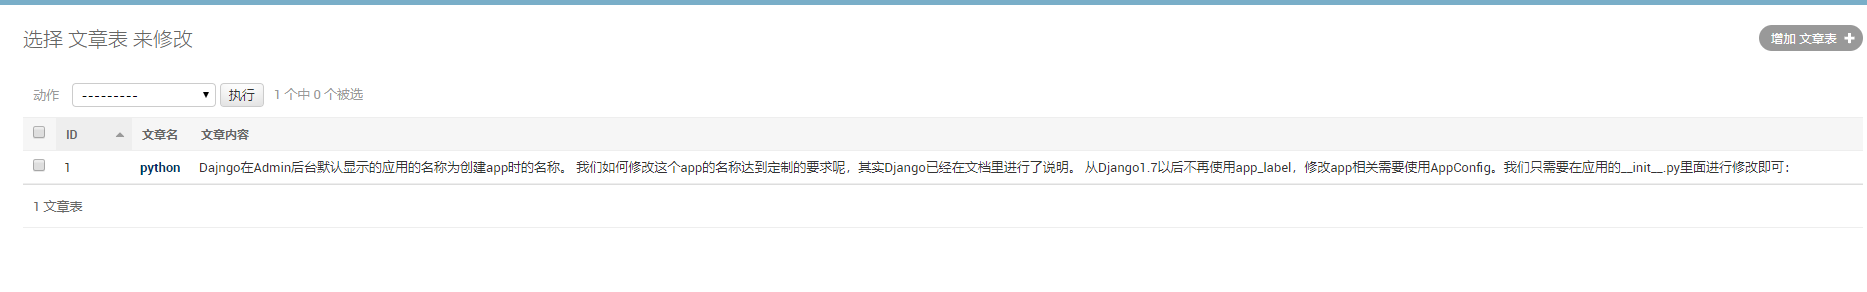 选择 文章表 来修改
增加 文章表 +
动作 --------- 执行 1 个中 0 个被选
ID 文章名 文章内容
1 python Dajngo在Admin后台默认显示的应用的名称为创建app时的名称。 我们如何修改这个app的名称达到定制的要求呢，其实Django已经在文档里进行了说明。 从Django1.7以后不再使用app_label，修改app相关需要使用AppConfig。我们只需要在应用的__init__.py里面进行修改即可：
1 文章表